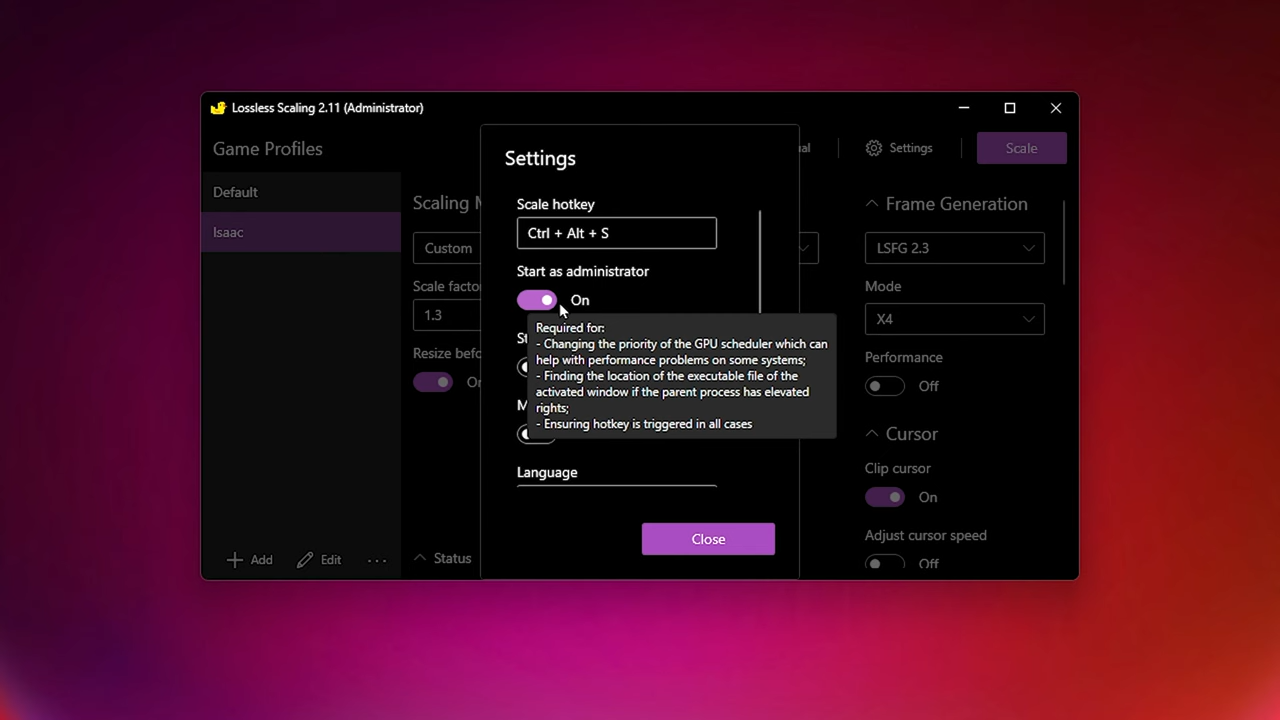 Lossless Scaling 2.11 (Administrator)
Game Profiles
Settings
Scale
Default
Isaac
Add
Edit
...
Scaling
Custom
Scale
1.3
Resize
Status
Settings
Scale hotkey
Ctrl + Alt + S
Start as administrator
On
Required for:
- Changing the priority of the GPU scheduler which can
help with performance problems on some systems;
- Finding the location of the executable file of the
activated window if the parent process has elevated
rights;
- Ensuring hotkey is triggered in all cases
Language
Close
Frame Generation
LSFG 2.3
Mode
X4
Performance
Off
Cursor
Clip cursor
On
Adjust cursor speed
Off